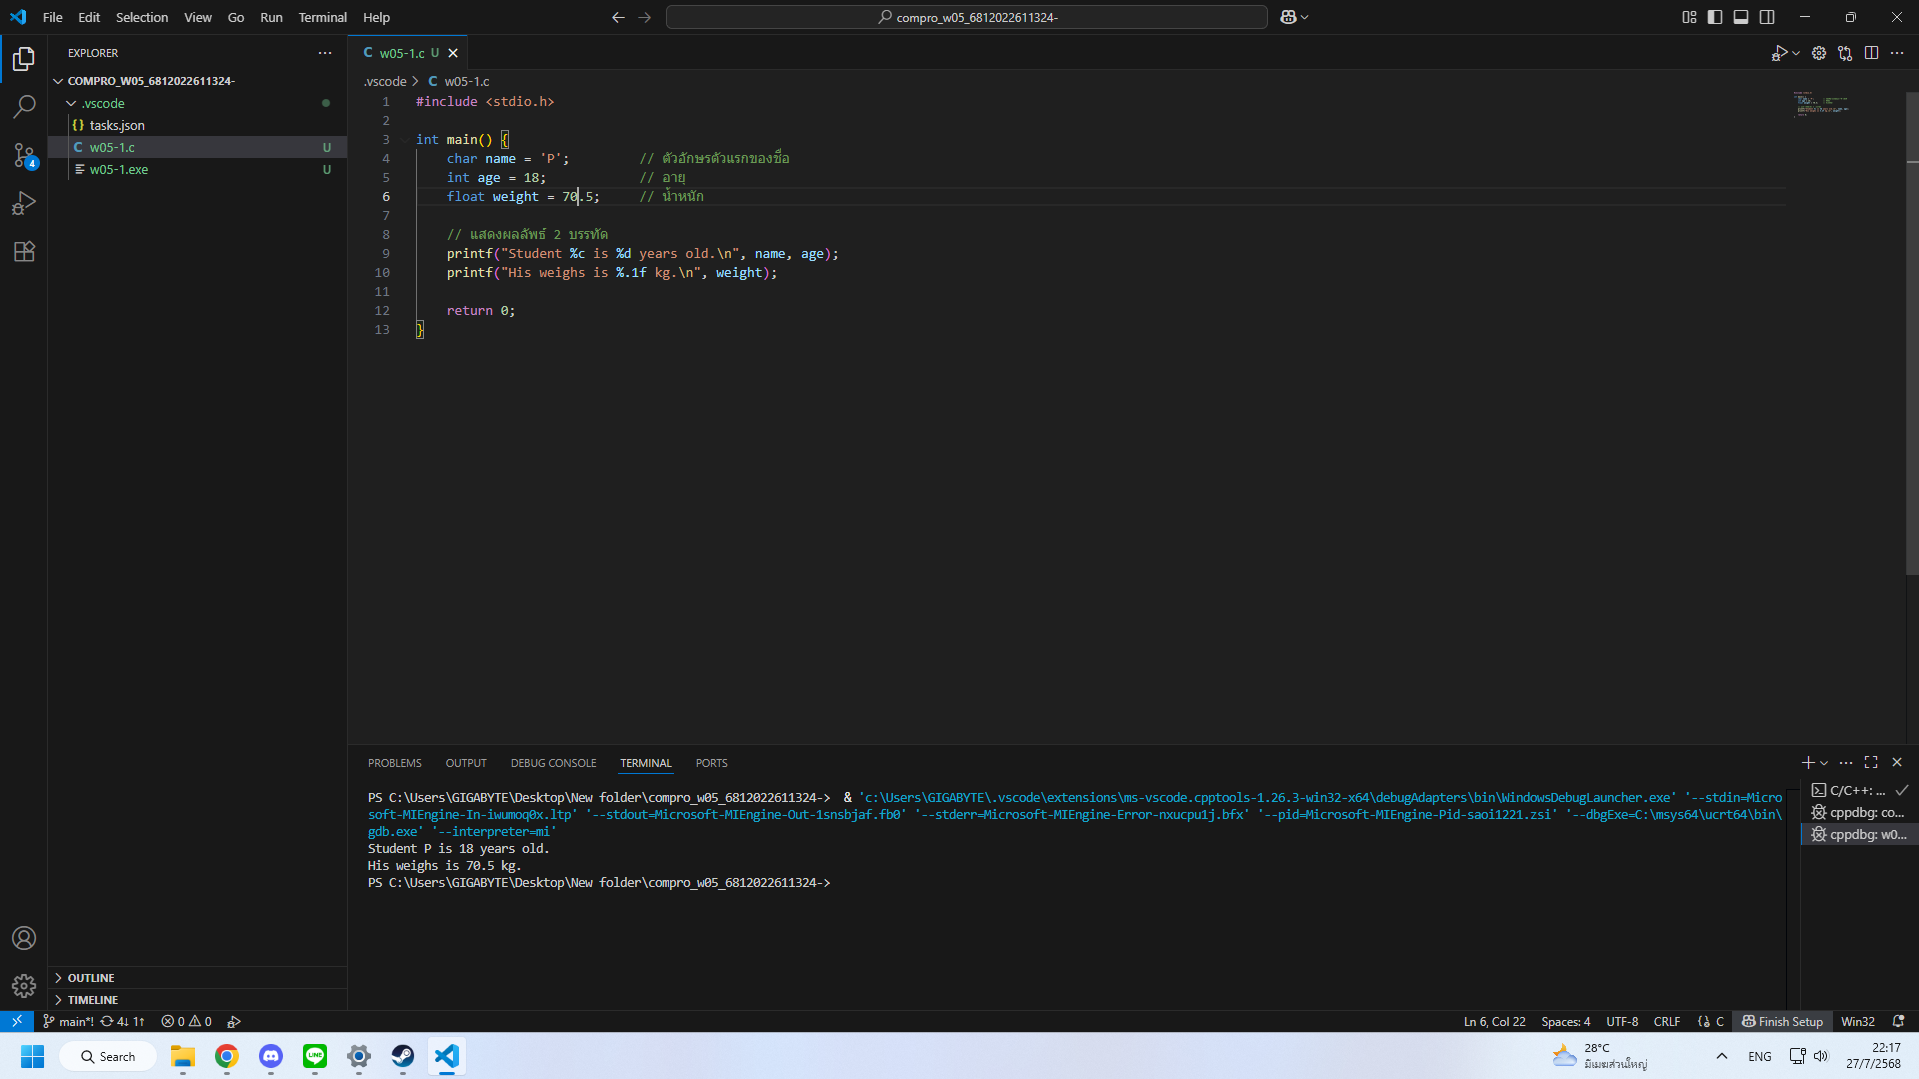 File Edit Selection View Go Run Terminal Help
compro_w05_6812022611324-
EXPLORER
COMPRO_W05_6812022611324-
.vscode
tasks.json
C w05-1.c U
w05-1.exe U
OUTLINE
TIMELINE
C w05-1.c U
.vscode > C w05-1.c
1 #include <stdio.h>
2
3 int main() {
4 char name = 'P'; // ตัวอักษรตัวแรกของชื่อ
5 int age = 18; // อายุ
6 float weight = 70.5; // น้ำหนัก
7
8 // แสดงผลลัพธ์ 2 บรรทัด
9 printf("Student %c is %d years old.\n", name, age);
10 printf("His weighs is %.1f kg.\n", weight);
11
12 return 0;
13 }
PROBLEMS OUTPUT DEBUG CONSOLE TERMINAL PORTS
PS C:\Users\GIGABYTE\Desktop\New folder\compro_w05_6812022611324-> & 'c:\Users\GIGABYTE\.vscode\extensions\ms-vscode.cpptools-1.26.3-win32-x64\debugAdapters\bin\WindowsDebugLauncher.exe' '--stdin=Micro
soft-MIEngine-In-iwumoq0x.ltp' '--stdout=Microsoft-MIEngine-Out-1snsbjaf.fb0' '--stderr=Microsoft-MIEngine-Error-nxucpu1j.bfx' '--pid=Microsoft-MIEngine-Pid-saoi1221.zsi' '--dbgExe=C:\msys64\ucrt64\bin\
gdb.exe' '--interpreter=mi'
Student P is 18 years old.
His weighs is 70.5 kg.
PS C:\Users\GIGABYTE\Desktop\New folder\compro_w05_6812022611324->
C/C++: ...
cppdbg: co...
cppdbg: w0...
4
main*! 4↓ 1↑ 0 0
Ln 6, Col 22 Spaces: 4 UTF-8 CRLF {} C Finish Setup Win32
Search
28°C
มีเมฆส่วนใหญ่
ENG
22:17
27/7/2568
LINE